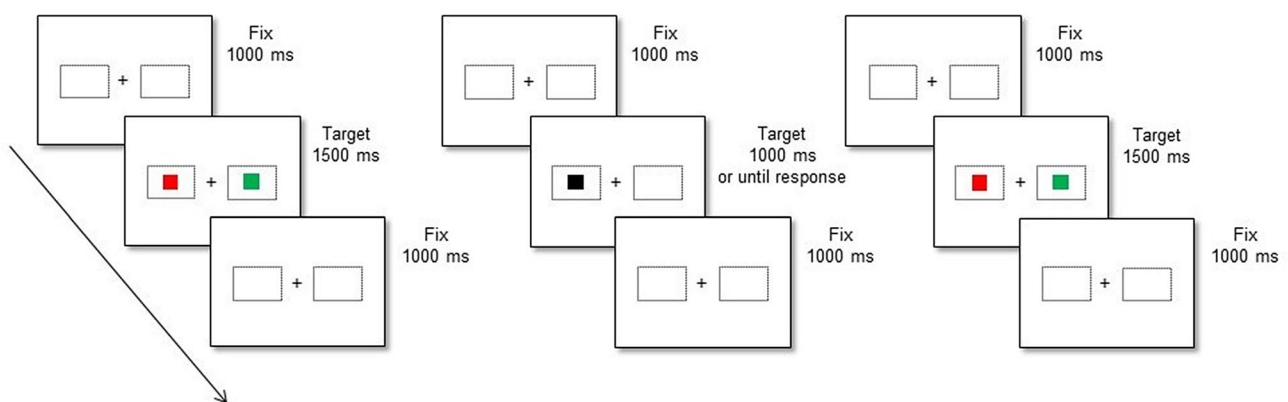 Fix
1000 ms
+
Target
1500 ms
+
Fix
1000 ms
+
Fix
1000 ms
+
Target
1000 ms
or until response
+
Fix
1000 ms
+
Fix
1000 ms
+
Target
1500 ms
+
Fix
1000 ms
+